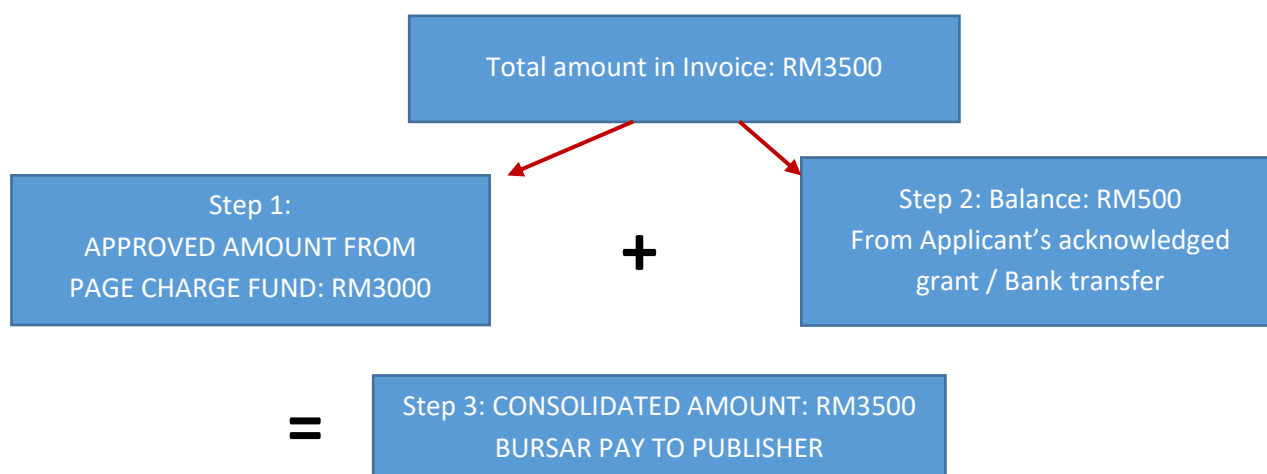 Total amount in Invoice: RM3500
Step 1:
APPROVED AMOUNT FROM
PAGE CHARGE FUND: RM3000
+
Step 2: Balance: RM500
From Applicant’s acknowledged
grant / Bank transfer
=
Step 3: CONSOLIDATED AMOUNT: RM3500
BURSAR PAY TO PUBLISHER